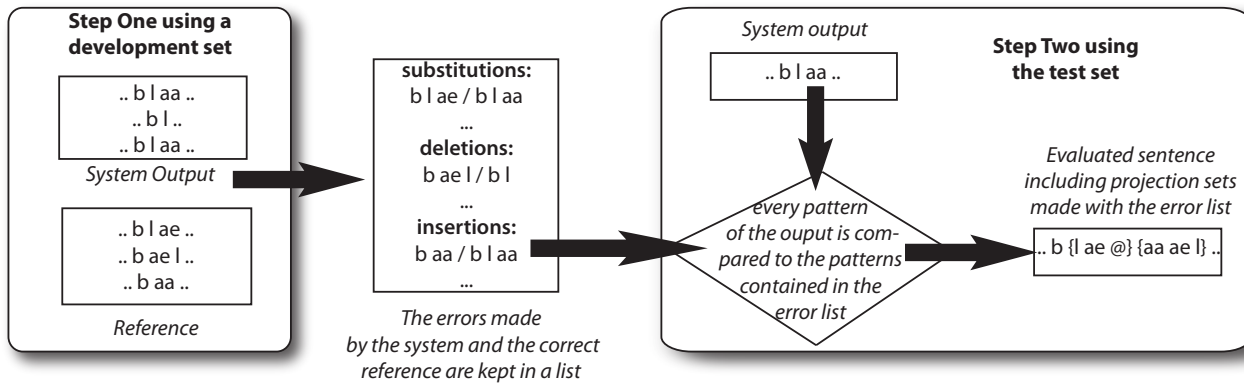 Step One using a
development set
.. b l aa ..
.. b l ..
.. b l aa ..
System Output
.. b l ae ..
.. b ae l ..
.. b aa ..
Reference
substitutions:
b l ae / b l aa
...
deletions:
b ae l / b l
...
insertions:
b aa / b l aa
...
The errors made
by the system and the correct
reference are kept in a list
System output
.. b l aa ..
Step Two using
the test set
every pattern
of the ouput is com-
pared to the patterns
contained in the
error list
Evaluated sentence
including projection sets
made with the error list
.. b {l ae @} {aa ae l} ..